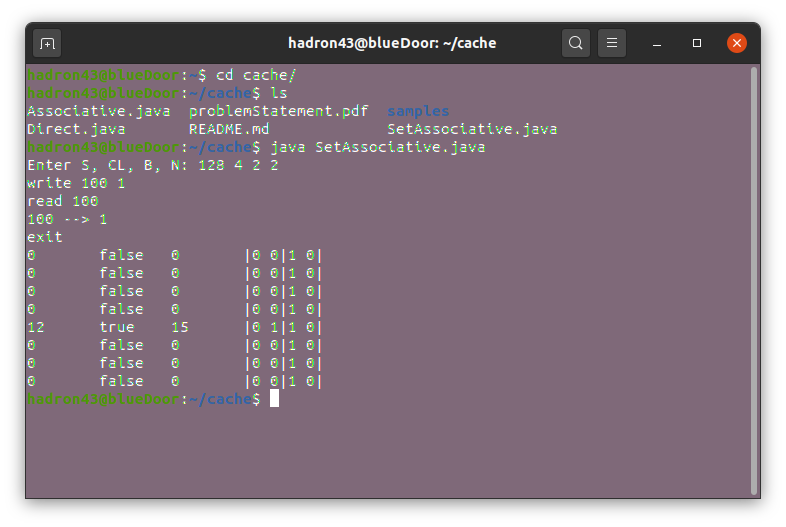 hadron43@blueDoor: ~/cache
hadron43@blueDoor:~$ cd cache/
hadron43@blueDoor:~/cache$ ls
Associative.java  problemStatement.pdf  samples
Direct.java       README.md             SetAssociative.java
hadron43@blueDoor:~/cache$ java SetAssociative.java
Enter S, CL, B, N: 128 4 2 2
write 100 1
read 100
100 --> 1
exit
0       false   0       |0 0|1 0|
0       false   0       |0 0|1 0|
0       false   0       |0 0|1 0|
0       false   0       |0 0|1 0|
12      true    15      |0 1|1 0|
0       false   0       |0 0|1 0|
0       false   0       |0 0|1 0|
0       false   0       |0 0|1 0|
hadron43@blueDoor:~/cache$